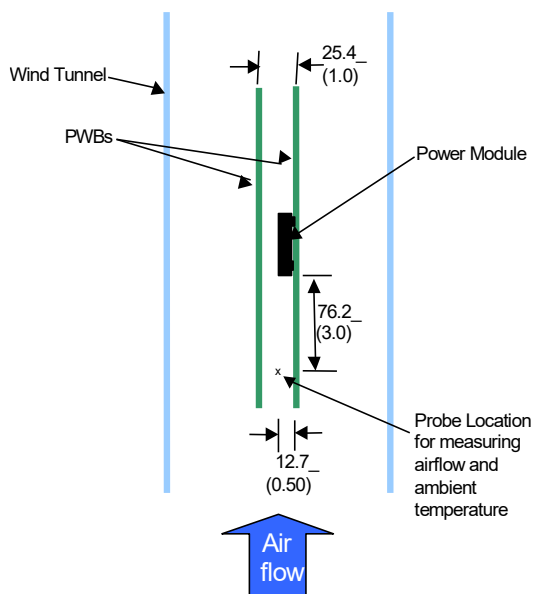 25.4_
(1.0)
Wind Tunnel
PWBs
Power Module
76.2_
(3.0)
x
Probe Location
for measuring
airflow and
ambient
temperature
12.7_
(0.50)
Air
flow